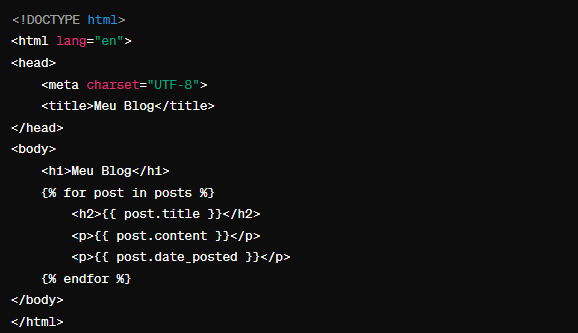 <!DOCTYPE html>
<html lang="en">
<head>
    <meta charset="UTF-8">
    <title>Meu Blog</title>
</head>
<body>
    <h1>Meu Blog</h1>
    {% for post in posts %}
        <h2>{{ post.title }}</h2>
        <p>{{ post.content }}</p>
        <p>{{ post.date_posted }}</p>
    {% endfor %}
</body>
</html>